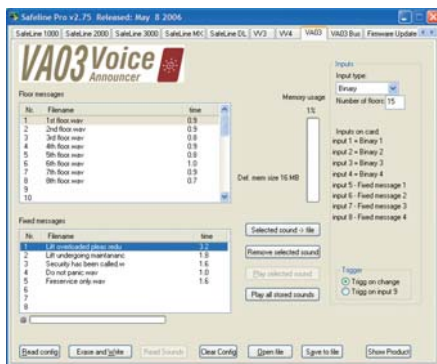 Safeline Pro v2.75 Released: May 8 2006
SafeLine 1000 SafeLine 2000 SafeLine 3000 SafeLine MX SafeLine DL VV3 VV4 VA03 VA03 Bus Firmware Update
VA03 Voice
Announcer
Floor messages
Nr. Filename time
1 1st floor.wav 0.9
2 2nd floor.wav 0.9
3 3rd floor.wav 0.8
4 4th floor.wav 0.9
5 5th floor.wav 0.8
6 6th floor.wav 1.0
7 7th floor.wav 0.9
8 8th floor.wav 0.7
9
10
Memory usage
1%
Def. mem size 16 MB
Fixed messages
Nr. Filename time
1 Lift overloaded pleas redu 3.2
2 Lift undergoing maintananc 1.8
3 Security has been called.w 1.6
4 Do not panic.wav 1.0
5 Fireservice only.wav 1.6
6
7
8
Selected sound -> file
Remove selected sound
Play selected sound
Play all stored sounds
Inputs
Input type:
Binary
Number of floors: 15
Inputs on card:
input 1 = Binary 1
input 2 = Binary 2
input 3 = Binary 3
input 4 = Binary 4
input 5 - Fixed message 1
input 6 - Fixed message 2
input 7 - Fixed message 3
input 8 - Fixed message 4
Trigger
Trigg on change
Trigg on input 9
Read config Erase and Write Read Sounds Clear Config Open file Save to file Show Product